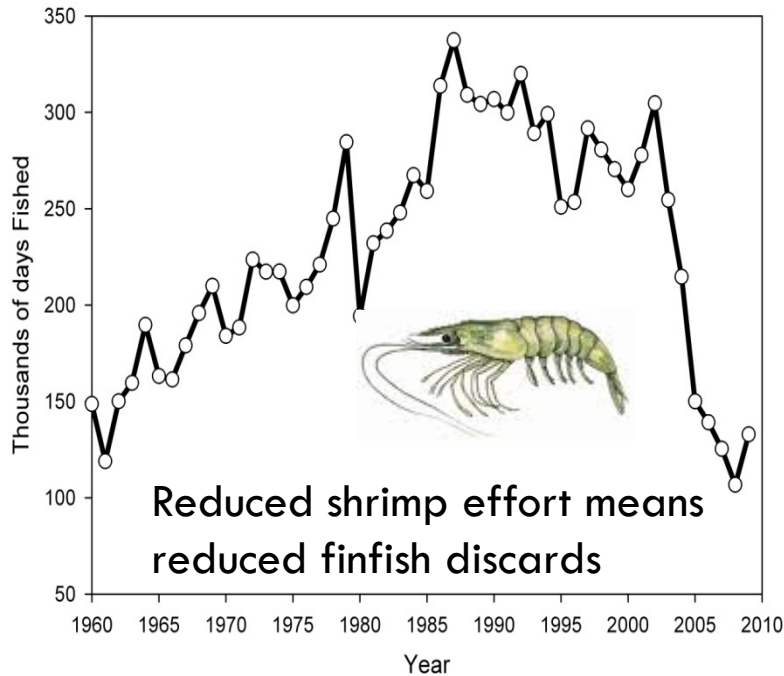 350
300
250
200
150
100
50
Thousands of days Fished
Reduced shrimp effort means
reduced finfish discards
1960 1965 1970 1975 1980 1985 1990 1995 2000 2005 2010
Year